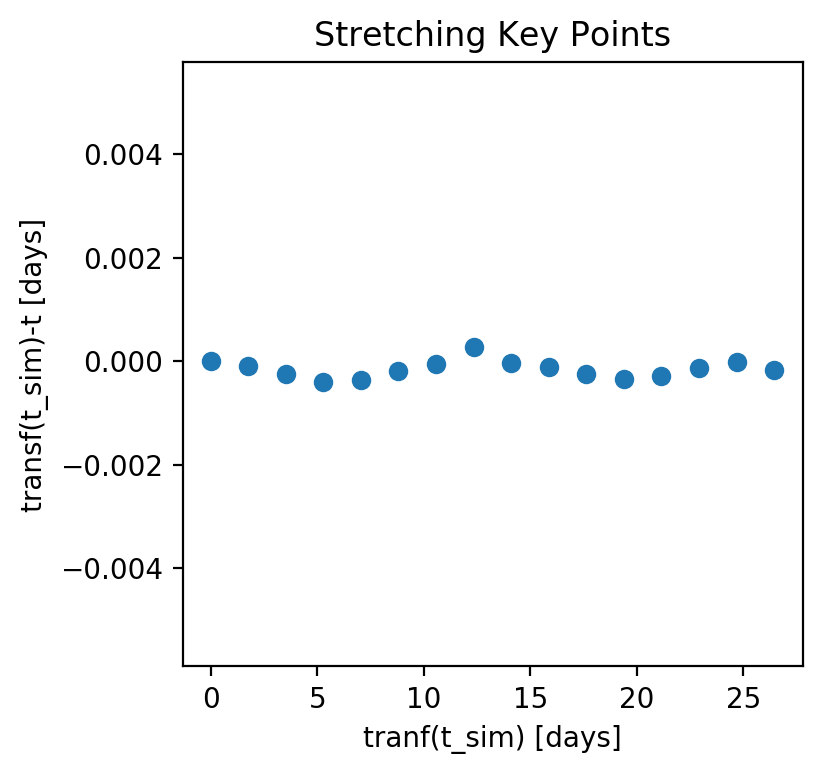 Stretching Key Points
transf(t_sim)-t [days]
0.004
0.002
0.000
−0.002
−0.004
0 5 10 15 20 25
tranf(t_sim) [days]